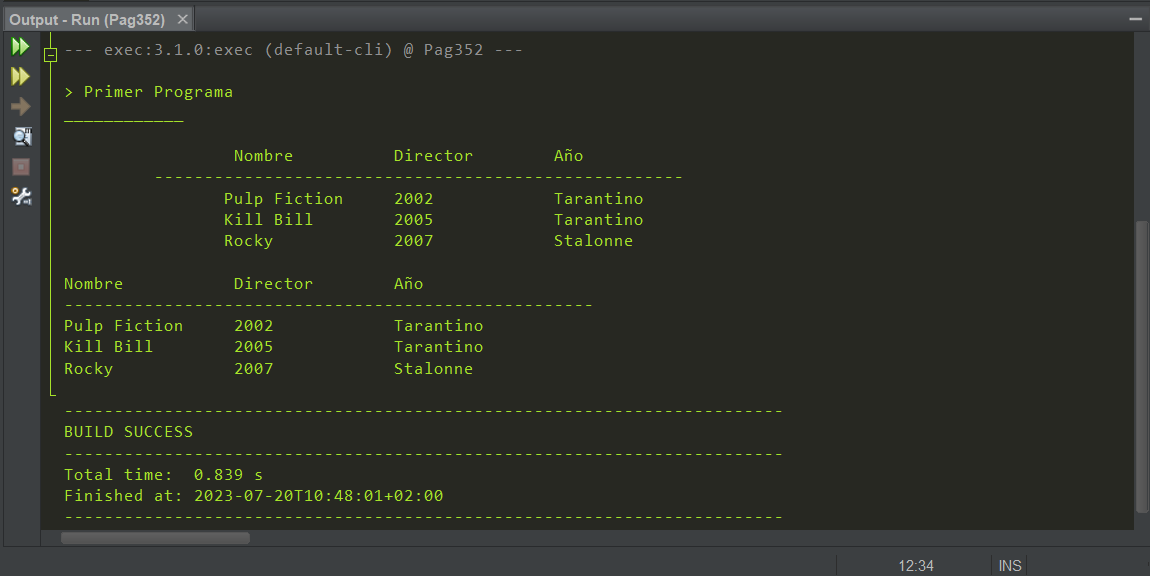 Output - Run (Pag352)
--- exec:3.1.0:exec (default-cli) @ Pag352 ---
> Primer Programa
____________
Nombre Director Año
-----------------------------------------------------
Pulp Fiction 2002 Tarantino
Kill Bill 2005 Tarantino
Rocky 2007 Stalonne
Nombre Director Año
-----------------------------------------------------
Pulp Fiction 2002 Tarantino
Kill Bill 2005 Tarantino
Rocky 2007 Stalonne
------------------------------------------------------------------------
BUILD SUCCESS
------------------------------------------------------------------------
Total time:  0.839 s
Finished at: 2023-07-20T10:48:01+02:00
------------------------------------------------------------------------
12:34 INS